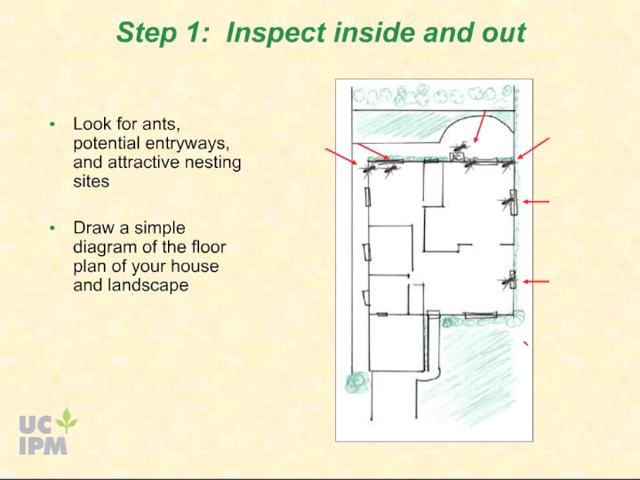 Step 1:  Inspect inside and out
• Look for ants,
potential entryways,
and attractive nesting
sites
• Draw a simple
diagram of the floor
plan of your house
and landscape
UC
IPM